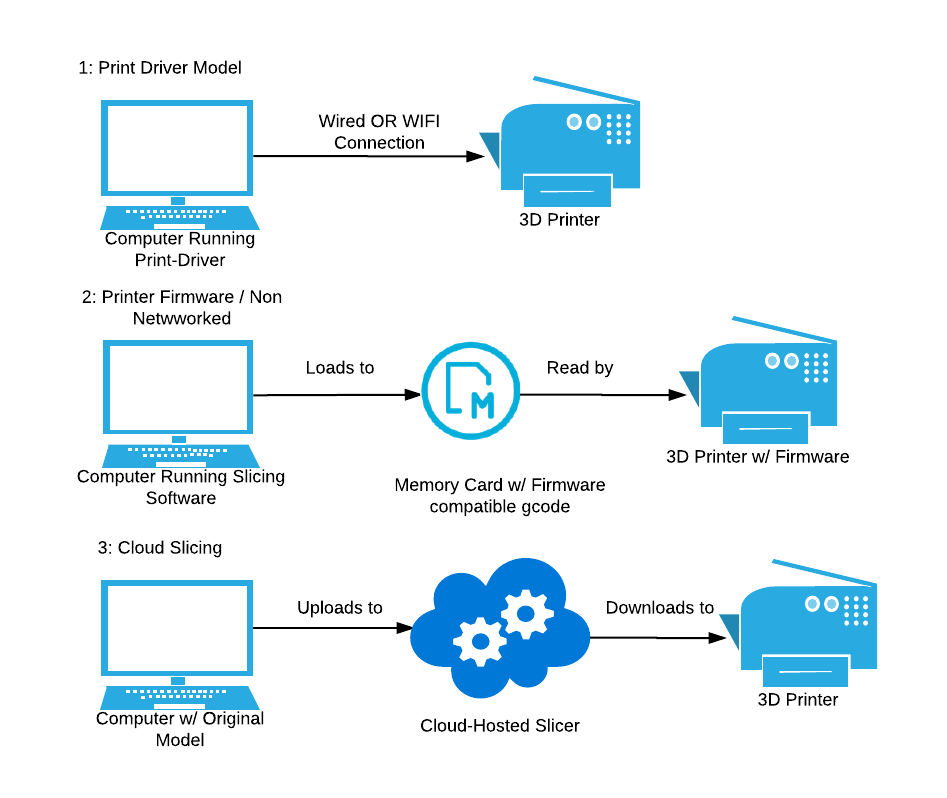 1: Print Driver Model
Wired OR WIFI
Connection
3D Printer
Computer Running
Print-Driver
2: Printer Firmware / Non
Netwworked
Loads to
M
Read by
3D Printer w/ Firmware
Computer Running Slicing
Software
Memory Card w/ Firmware
compatible gcode
3: Cloud Slicing
Uploads to
Downloads to
3D Printer
Computer w/ Original
Model
Cloud-Hosted Slicer